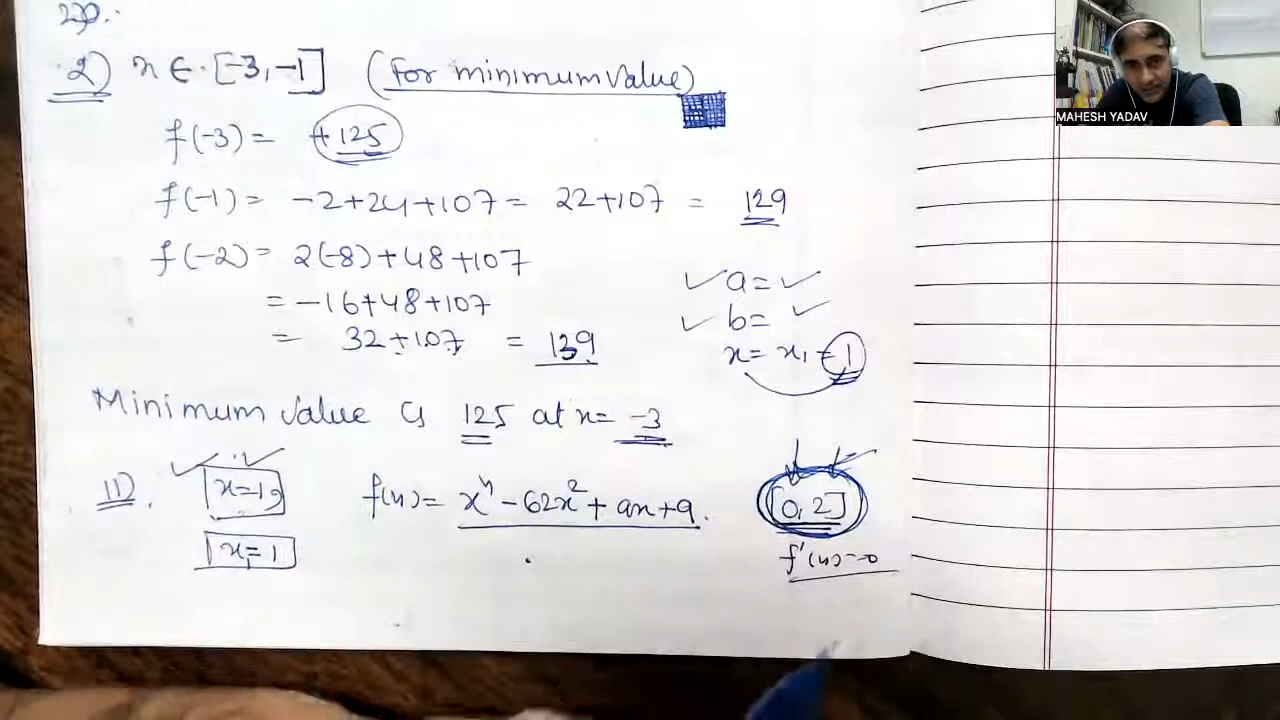 2) x ∈ [-3, -1] (For minimum value)
f(-3) = +125
f(-1) = -2+24+107 = 22+107 = 129
f(-2) = 2(-8)+48+107
= -16+48+107
= 32+107 = 139
a = ✓
b = ✓
x = x, = 1
Minimum value is 125 at x = -3
11). x=1, f(x) = x⁴ - 62x² + ax + 9. [0, 2]
x=1 f'(x)=0
MAHESH YADAV